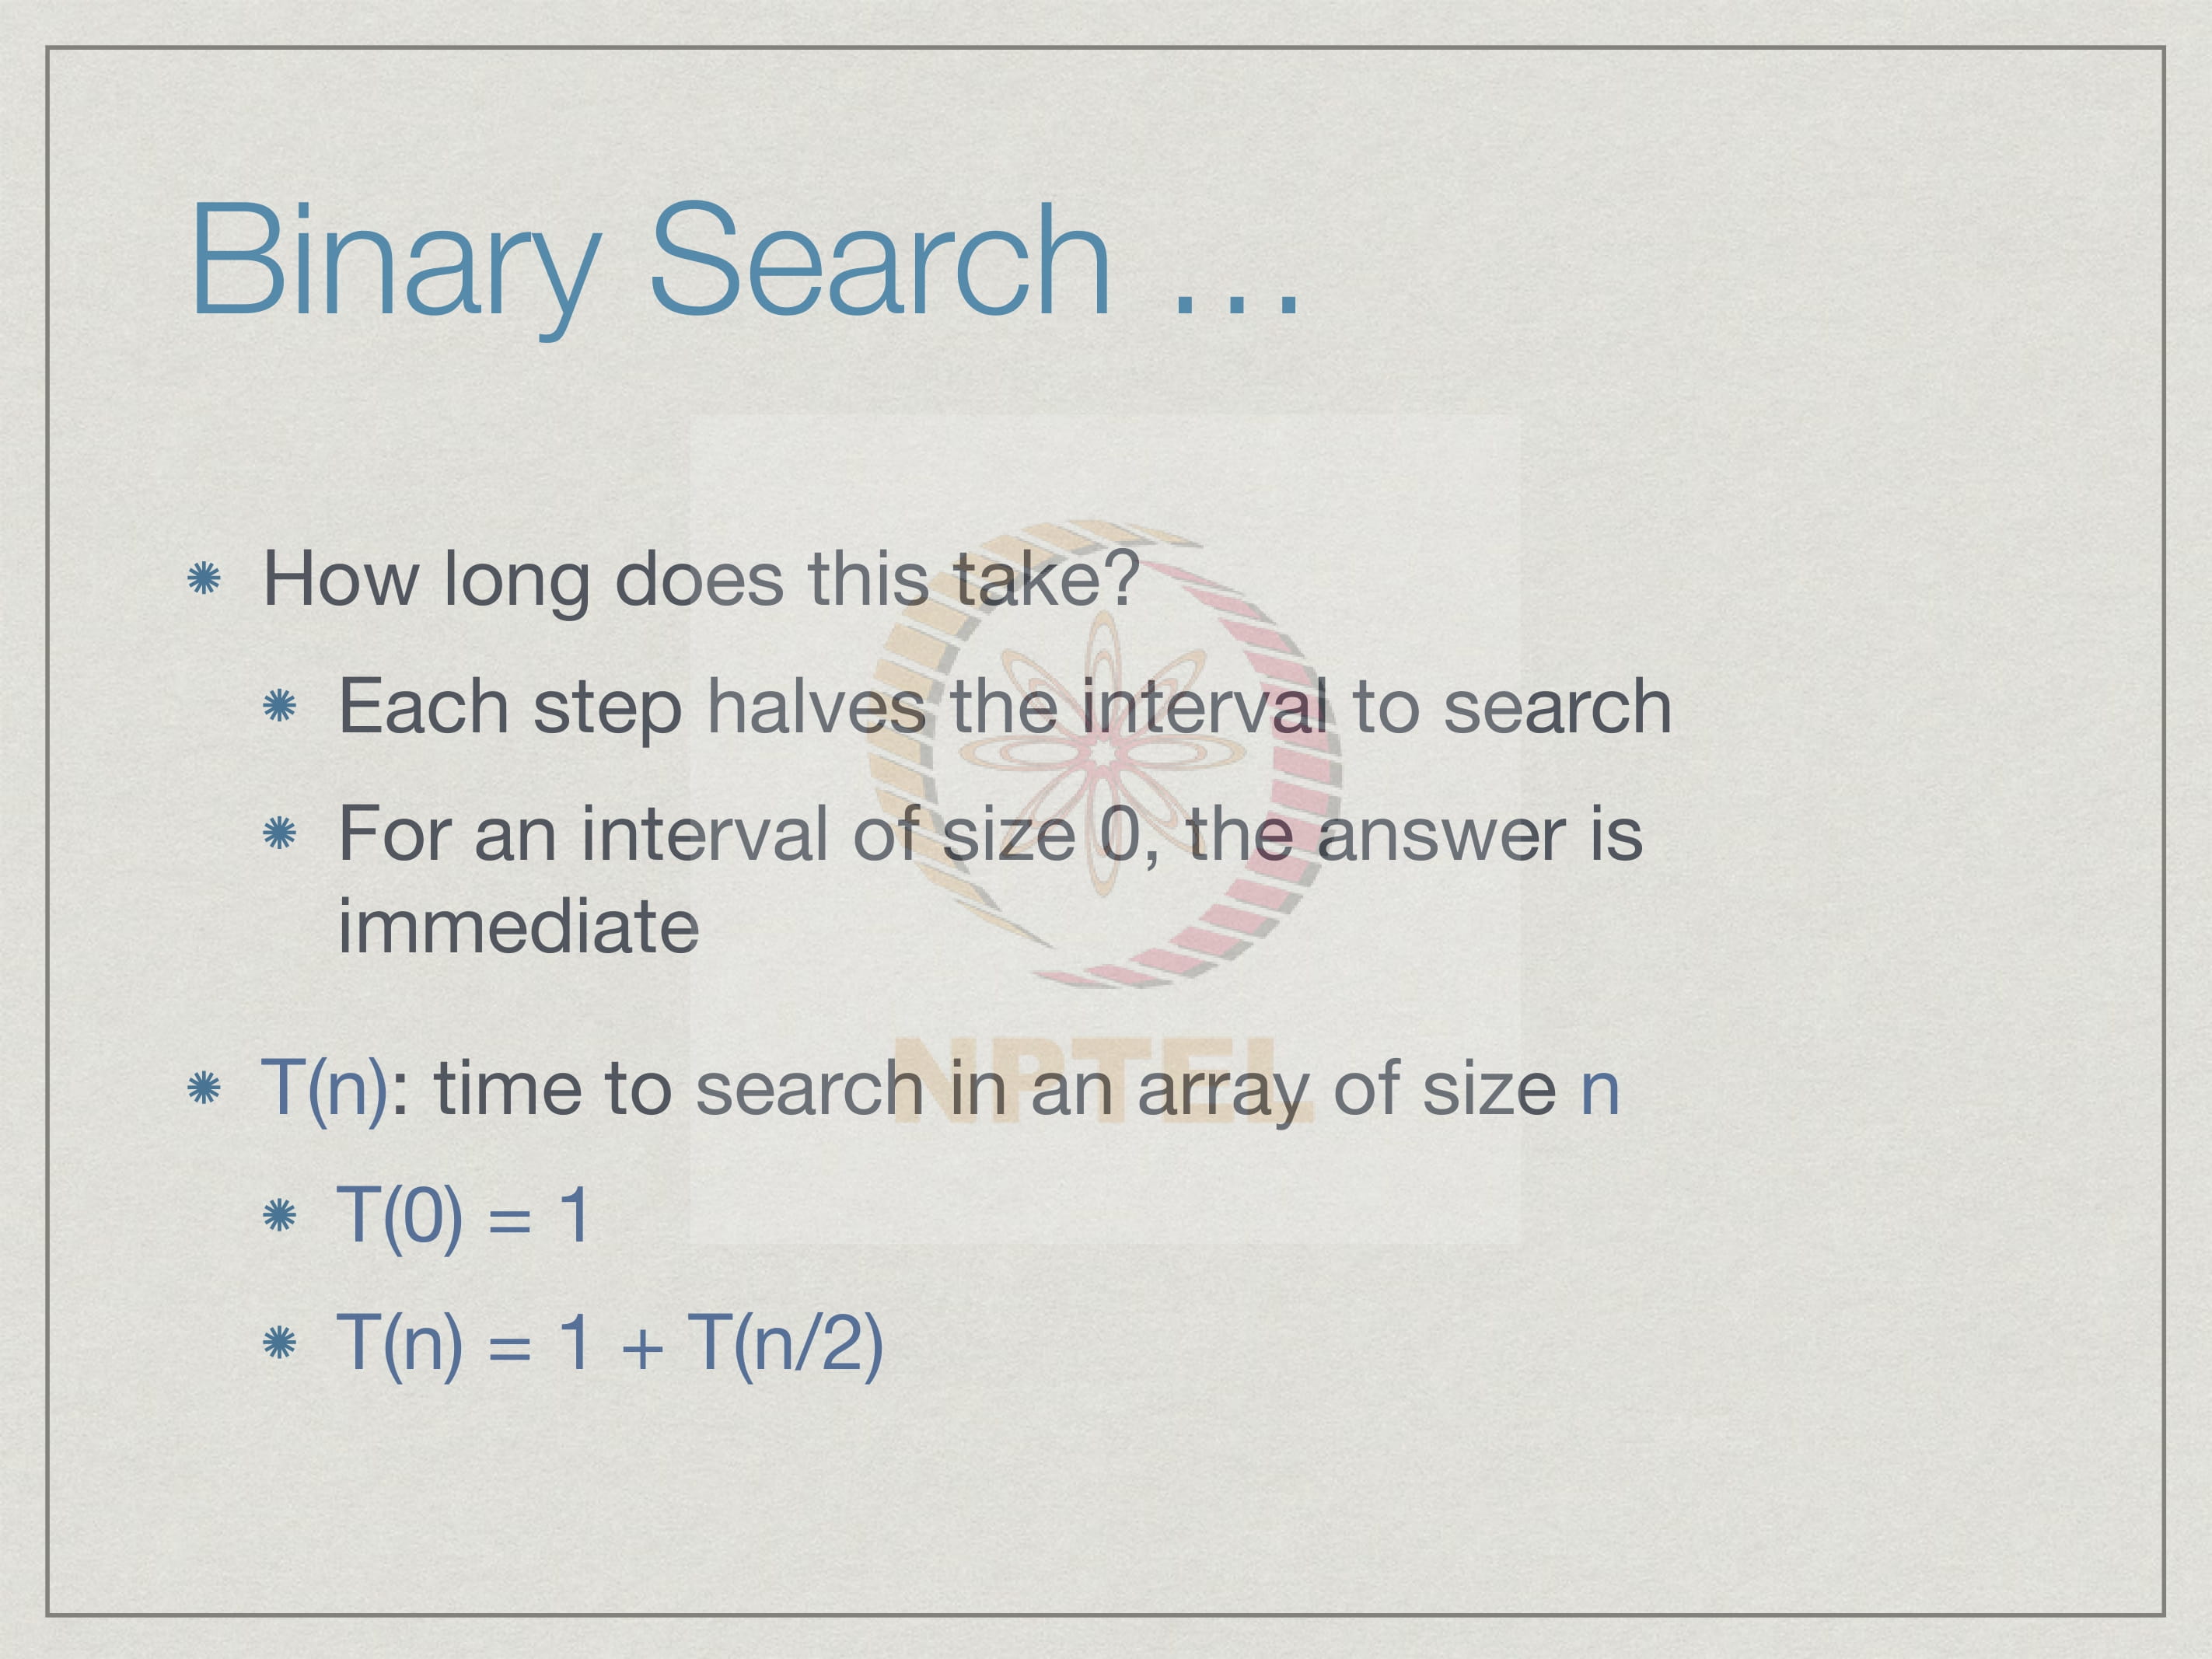 Binary Search …
How long does this take?
Each step halves the interval to search
For an interval of size 0, the answer is
immediate
NPTEL
T(n): time to search in an array of size n
T(0) = 1
T(n) = 1 + T(n/2)